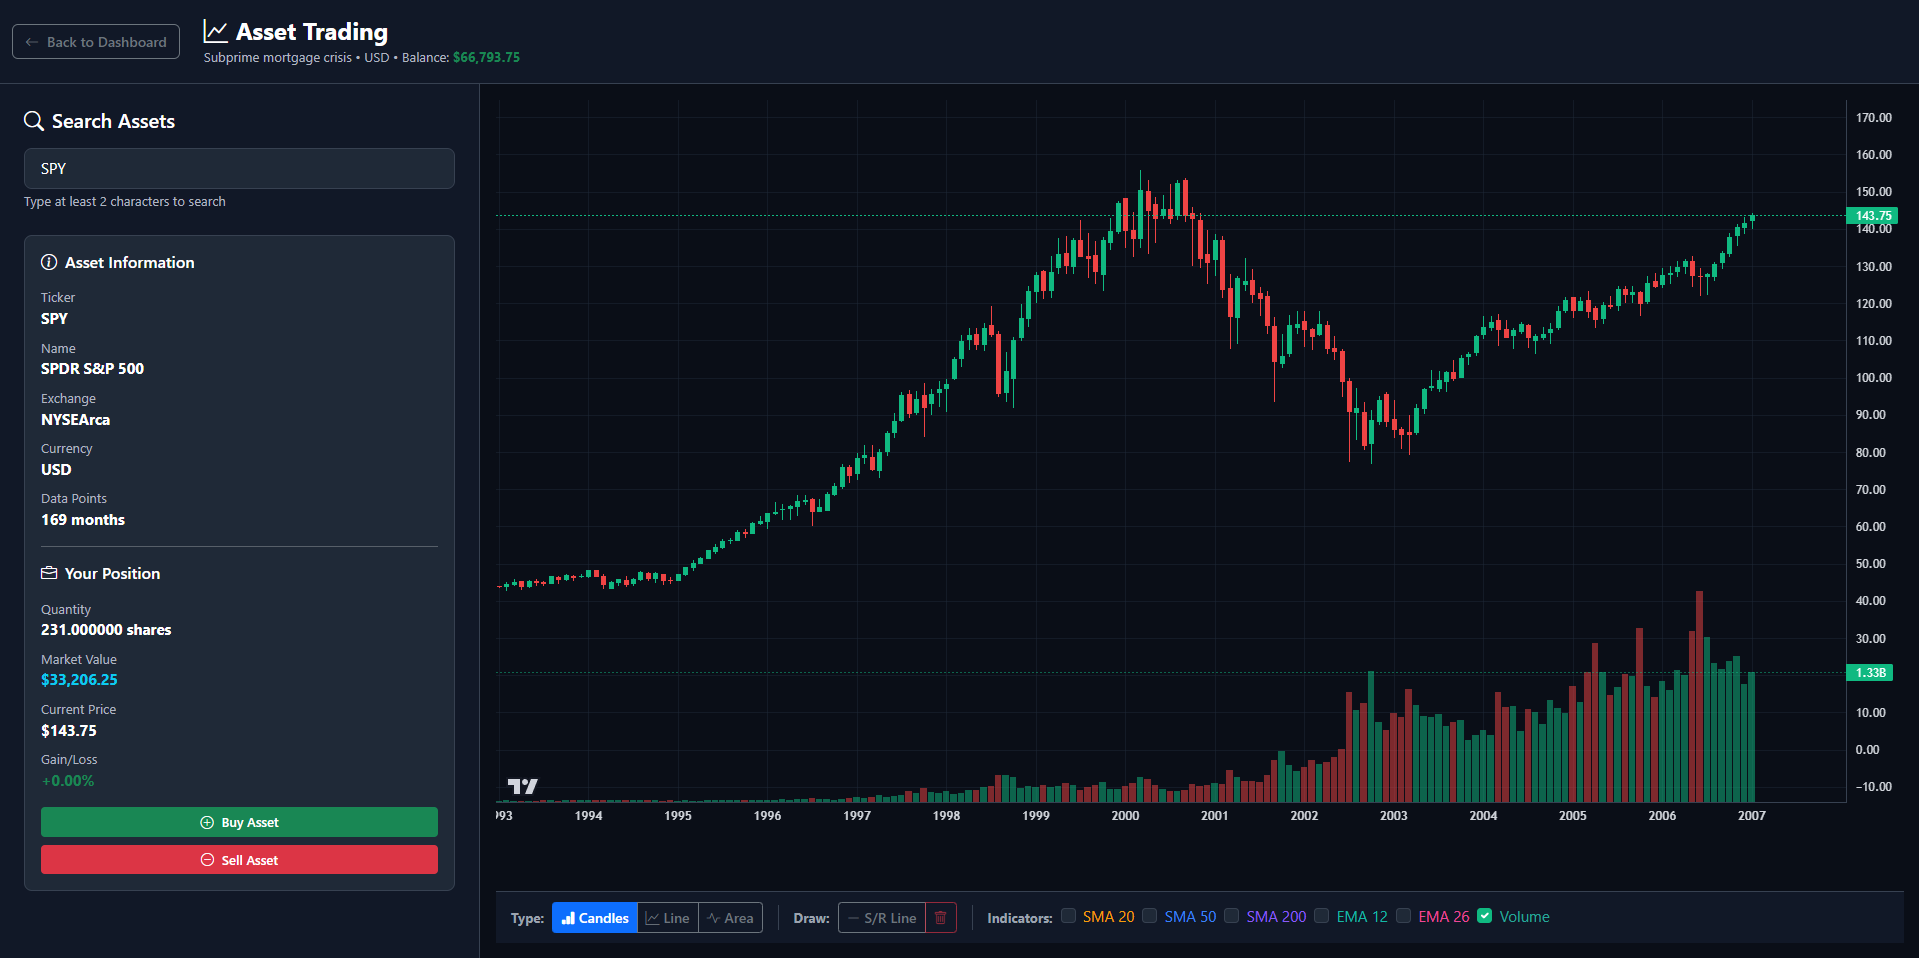 Back to Dashboard
Asset Trading
Subprime mortgage crisis • USD • Balance: $66,793.75
Search Assets
SPY
Type at least 2 characters to search
Asset Information
Ticker
SPY
Name
SPDR S&P 500
Exchange
NYSEArca
Currency
USD
Data Points
169 months
Your Position
Quantity
231.000000 shares
Market Value
$33,206.25
Current Price
$143.75
Gain/Loss
+0.00%
Buy Asset
Sell Asset
170.00
160.00
150.00
143.75
140.00
130.00
120.00
110.00
100.00
90.00
80.00
70.00
60.00
50.00
40.00
30.00
1.33B
10.00
0.00
−10.00
993 1994 1995 1996 1997 1998 1999 2000 2001 2002 2003 2004 2005 2006 2007
Type: Candles Line Area Draw: S/R Line Indicators: SMA 20 SMA 50 SMA 200 EMA 12 EMA 26 Volume